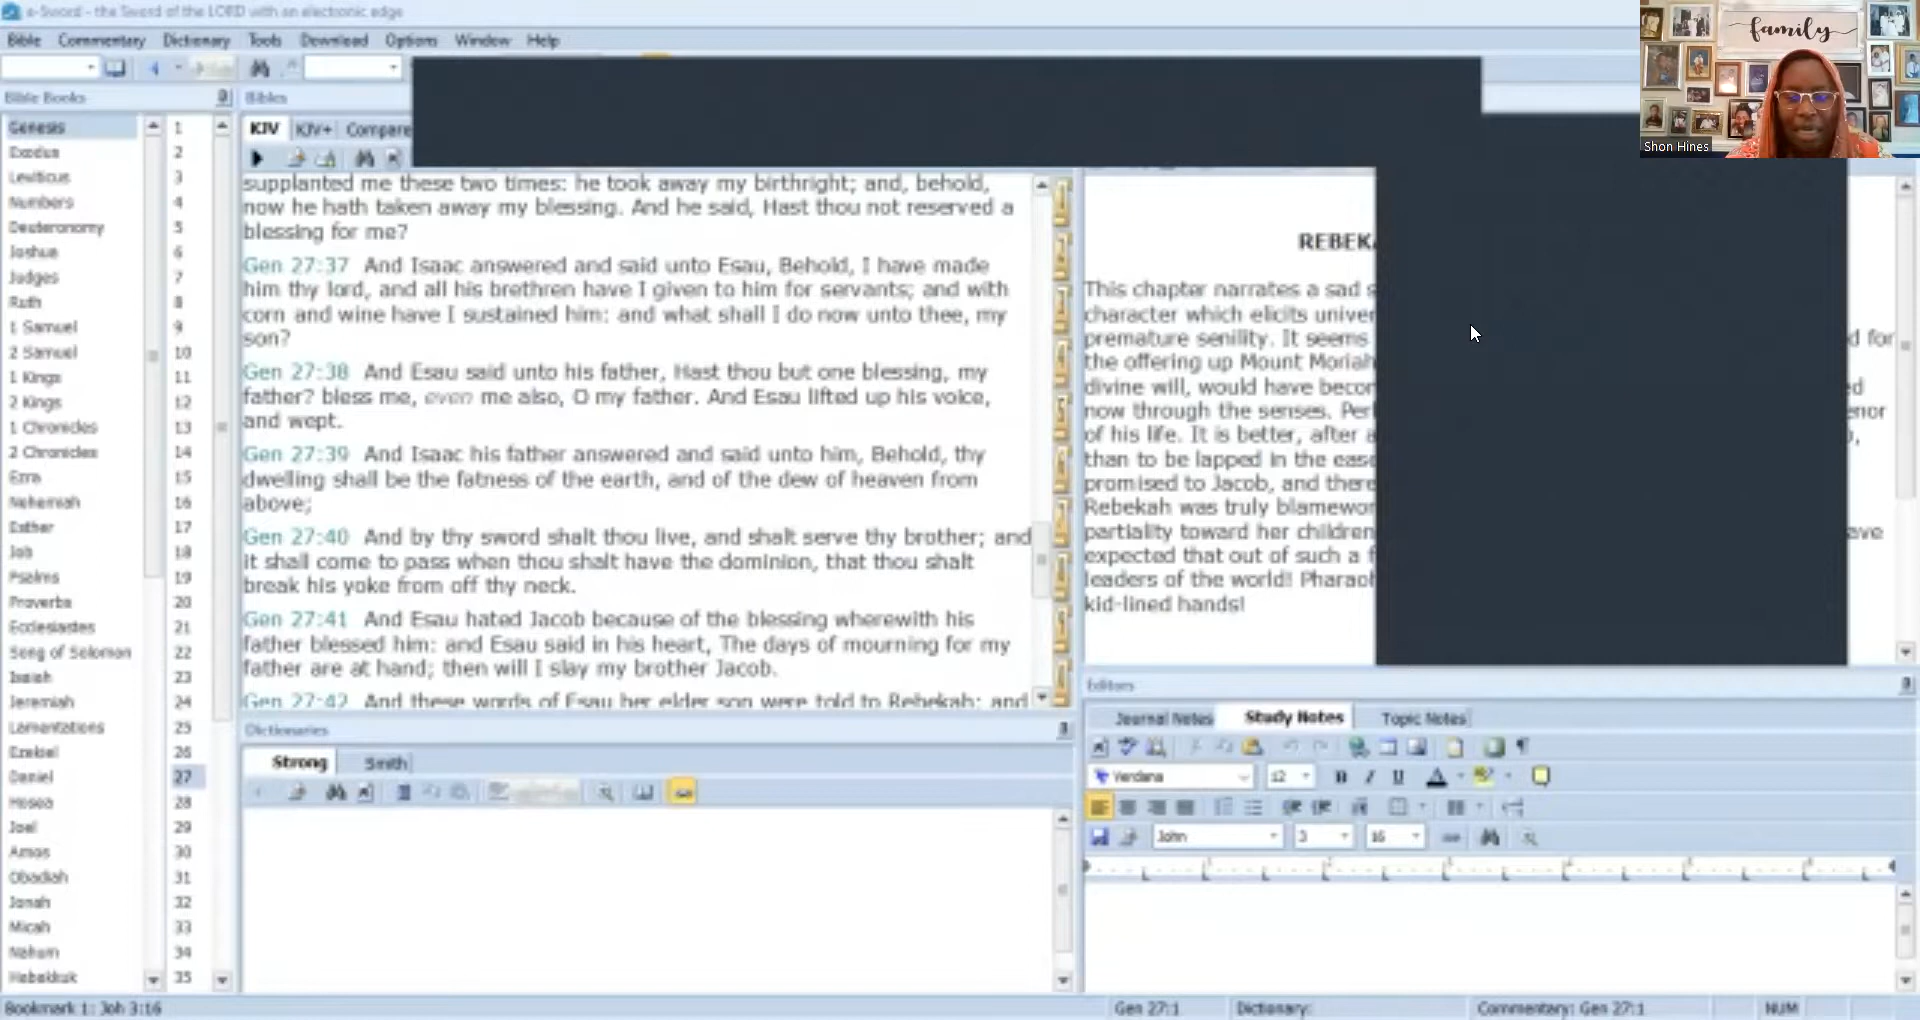 e-Sword - the Sword of the LORD with an electronic edge
Bible Commentary Dictionary Tools Download Options Window Help
Bible Books
Genesis
Exodus
Leviticus
Numbers
Deuteronomy
Joshua
Judges
Ruth
1 Samuel
2 Samuel
1 Kings
2 Kings
1 Chronicles
2 Chronicles
Ezra
Nehemiah
Esther
Job
Psalms
Proverbs
Ecclesiastes
Song of Solomon
Isaiah
Jeremiah
Lamentations
Ezekiel
Daniel
Hosea
Joel
Amos
Obadiah
Jonah
Micah
Nahum
Habakkuk
1
2
3
4
5
6
7
8
9
10
11
12
13
14
15
16
17
18
19
20
21
22
23
24
25
26
27
28
29
30
31
32
33
34
35
Bibles
KJV KJV+ Compare
supplanted me these two times: he took away my birthright; and, behold,
now he hath taken away my blessing. And he said, Hast thou not reserved a
blessing for me?
Gen 27:37 And Isaac answered and said unto Esau, Behold, I have made
him thy lord, and all his brethren have I given to him for servants; and with
corn and wine have I sustained him: and what shall I do now unto thee, my
son?
Gen 27:38 And Esau said unto his father, Hast thou but one blessing, my
father? bless me, even me also, O my father. And Esau lifted up his voice,
and wept.
Gen 27:39 And Isaac his father answered and said unto him, Behold, thy
dwelling shall be the fatness of the earth, and of the dew of heaven from
above;
Gen 27:40 And by thy sword shalt thou live, and shalt serve thy brother; and
it shall come to pass when thou shalt have the dominion, that thou shalt
break his yoke from off thy neck.
Gen 27:41 And Esau hated Jacob because of the blessing wherewith his
father blessed him: and Esau said in his heart, The days of mourning for my
father are at hand; then will I slay my brother Jacob.
Gen 27:42 And these words of Esau her elder son were told to Rebekah: and
Dictionaries
Strong Smith
REBEKA
This chapter narrates a sad s
character which elicits univer
premature senility. It seems d for
the offering up Mount Moriah
divine will, would have becom ed
now through the senses. Per enor
of his life. It is better, after a
than to be lapped in the ease
promised to Jacob, and there
Rebekah was truly blamewor
partiality toward her children ave
expected that out of such a f
leaders of the world! Pharaoh
kid-lined hands!
Editors
Journal Notes Study Notes Topic Notes
Verdana 12 B I U A
John 3 16
Bookmark 1: Joh 3:16 Gen 27:1 Dictionary: Commentary: Gen 27:1 NUM
family
Shon Hines